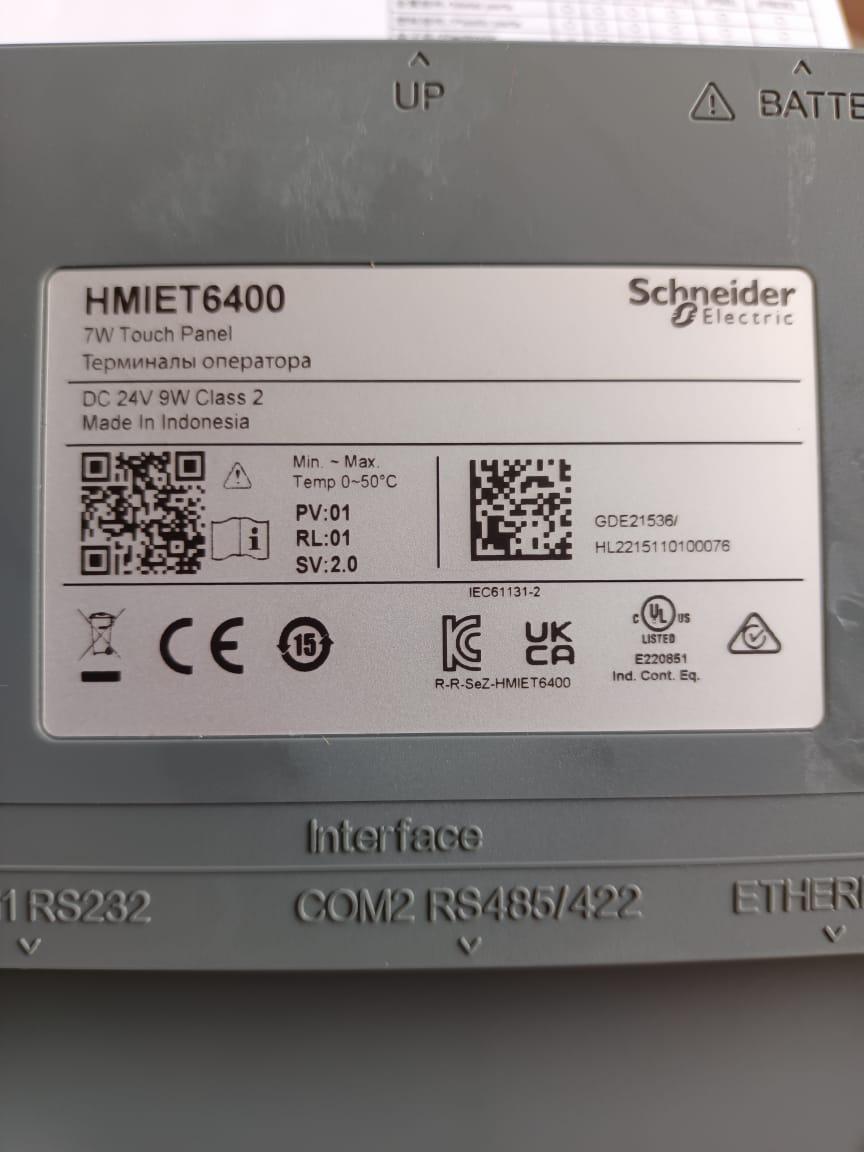 UP
HMIET6400
Schneider
Electric
7W Touch Panel
Терминалы оператора
DC 24V 9W Class 2
Made In Indonesia
Min. ~ Max.
Temp 0~50°C
PV:01
RL:01
SV:2.0
GDE21536/
HL2215110100076
IEC61131-2
CE
15
UK
CA
R-R-SeZ-HMIET6400
c UL US
LISTED
E220851
Ind. Cont. Eq.
Interface
1 RS232
COM2 RS485/422